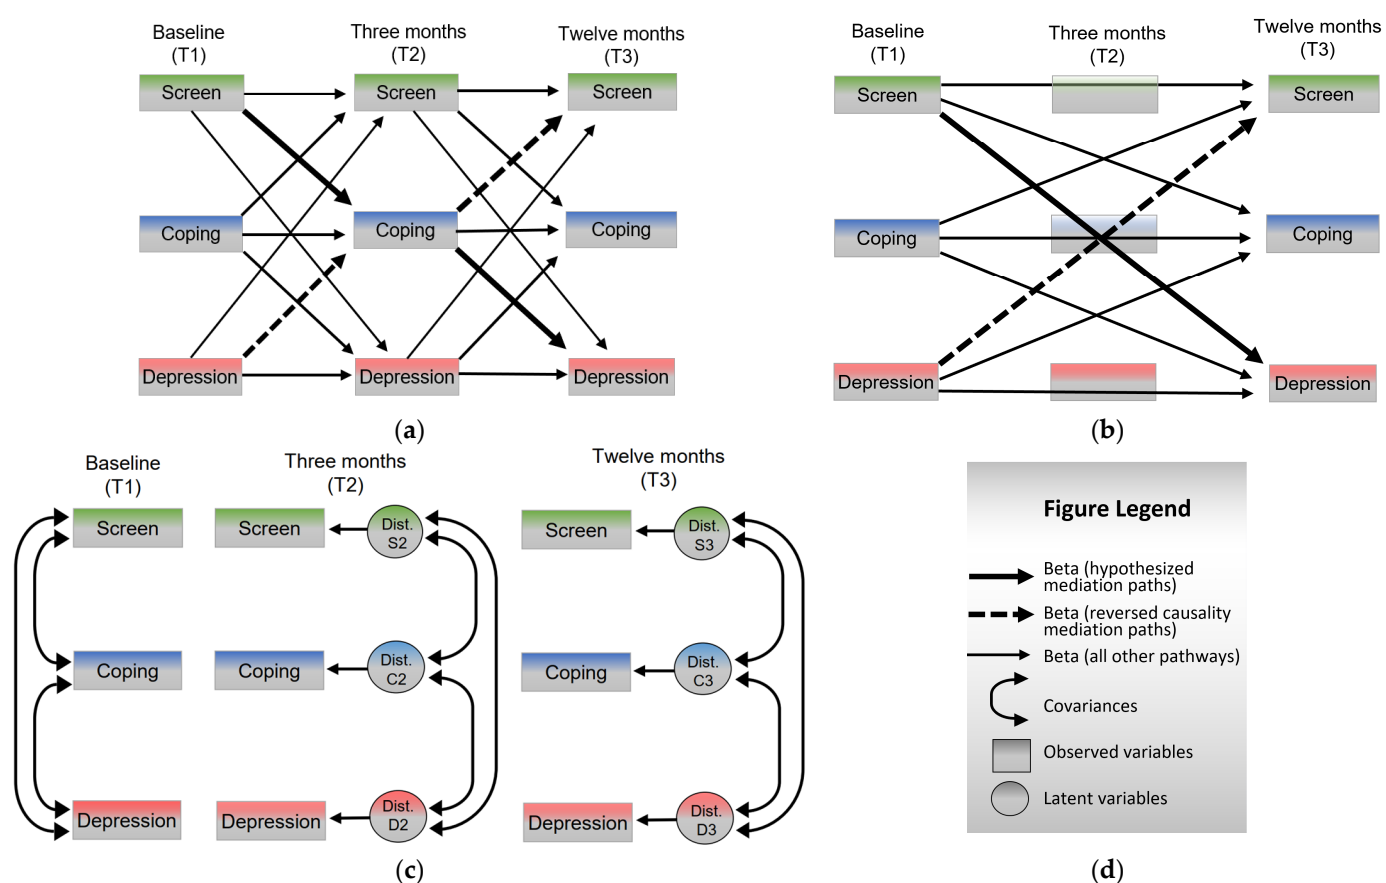 Baseline
(T1)
Three months
(T2)
Twelve months
(T3)
Screen
Screen
Screen
Coping
Coping
Coping
Depression
Depression
Depression
(a)
Baseline
(T1)
Three months
(T2)
Twelve months
(T3)
Screen
Screen
Coping
Coping
Depression
Depression
(b)
Baseline
(T1)
Three months
(T2)
Twelve months
(T3)
Screen
Screen
Dist.
S2
Screen
Dist.
S3
Coping
Coping
Dist.
C2
Coping
Dist.
C3
Depression
Depression
Dist.
D2
Depression
Dist.
D3
(c)
Figure Legend
Beta (hypothesized
mediation paths)
Beta (reversed causality
mediation paths)
Beta (all other pathways)
Covariances
Observed variables
Latent variables
(d)